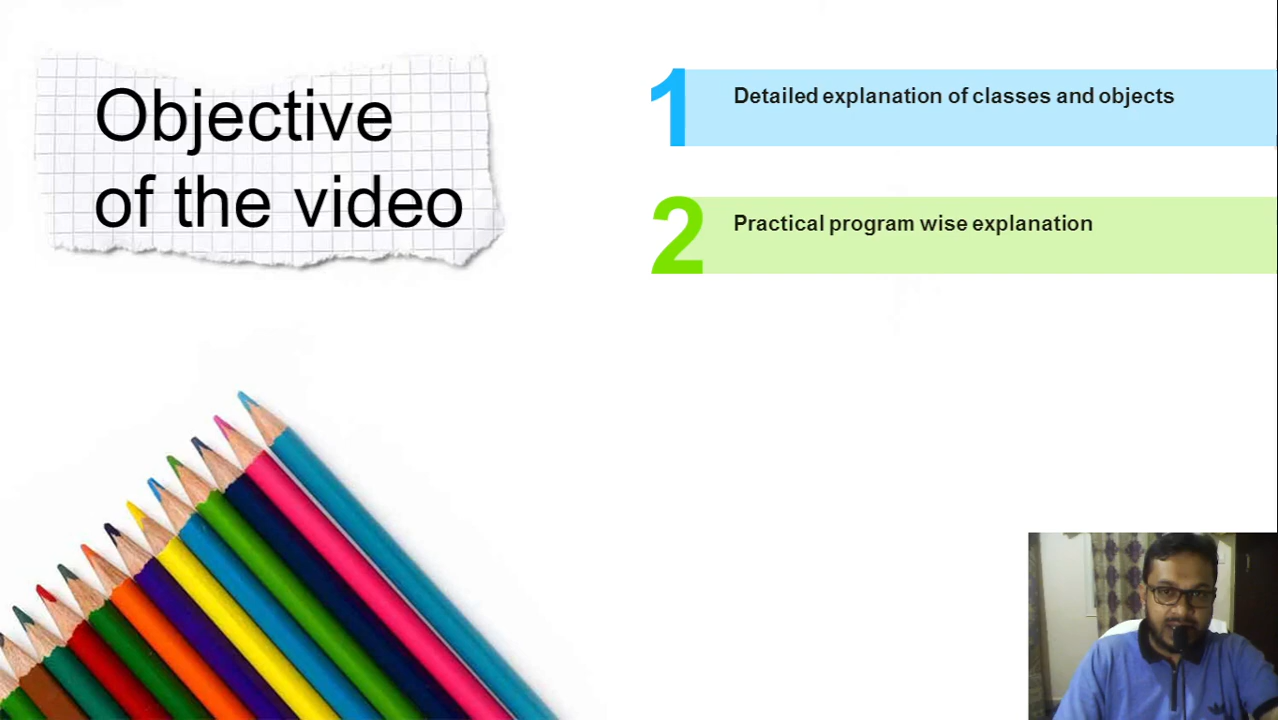 Objective
of the video
1
Detailed explanation of classes and objects
2
Practical program wise explanation